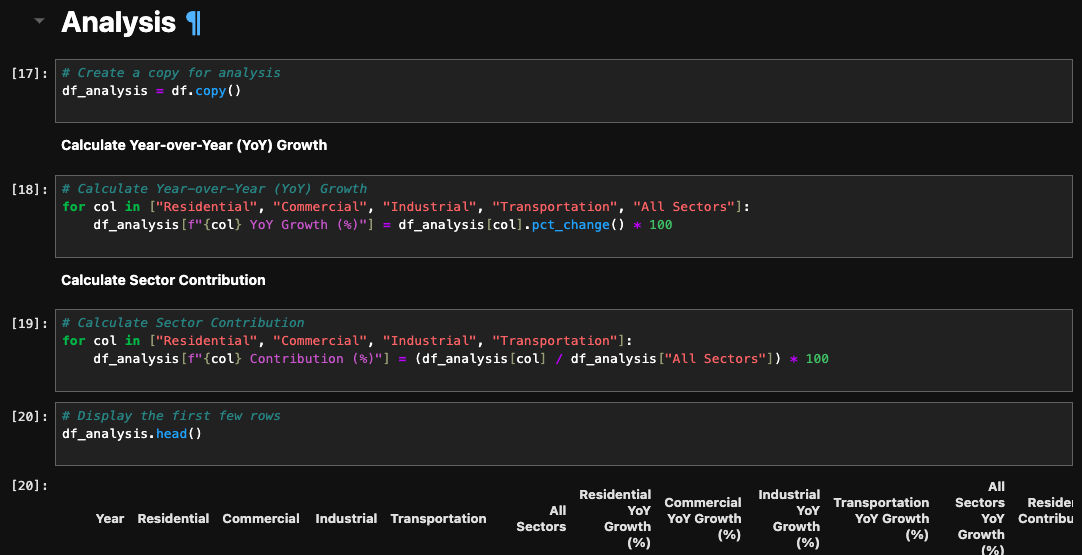 Analysis ¶
[17]:
# Create a copy for analysis
df_analysis = df.copy()
Calculate Year-over-Year (YoY) Growth
[18]:
# Calculate Year-over-Year (YoY) Growth
for col in ["Residential", "Commercial", "Industrial", "Transportation", "All Sectors"]:
    df_analysis[f"{col} YoY Growth (%)"] = df_analysis[col].pct_change() * 100
Calculate Sector Contribution
[19]:
# Calculate Sector Contribution
for col in ["Residential", "Commercial", "Industrial", "Transportation"]:
    df_analysis[f"{col} Contribution (%)"] = (df_analysis[col] / df_analysis["All Sectors"]) * 100
[20]:
# Display the first few rows
df_analysis.head()
[20]:
Year
Residential
Commercial
Industrial
Transportation
All
Sectors
Residential
YoY
Growth
(%)
Commercial
YoY Growth
(%)
Industrial
YoY
Growth
(%)
Transportation
YoY Growth
(%)
All
Sectors
YoY
Growth
(%)